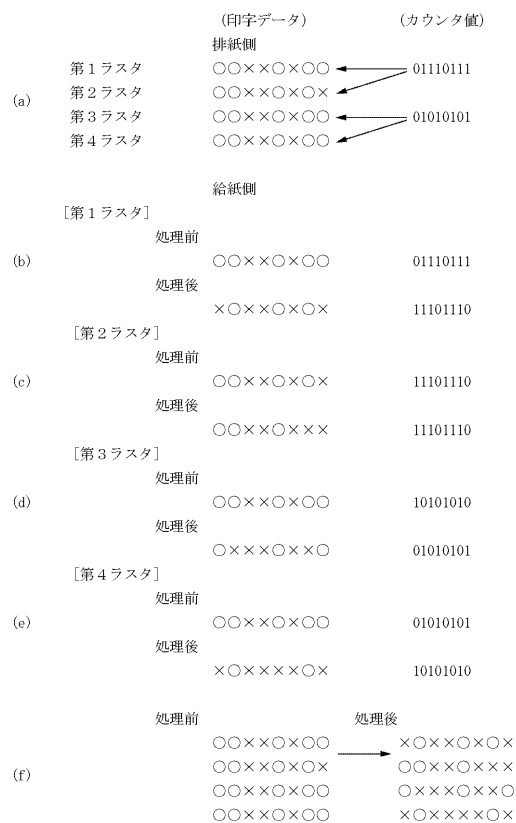 (印字データ) (カウンタ値)
排紙側
(a)
第1ラスタ ○○××○×○○ 01110111
第2ラスタ ○○××○×○×
第3ラスタ ○○××○×○○ 01010101
第4ラスタ ○○××○×○○
給紙側
[第1ラスタ]
処理前
(b) ○○××○×○○ 01110111
処理後
×○××○×○× 11101110
[第2ラスタ]
処理前
(c) ○○××○×○× 11101110
処理後
○○××○××× 11101110
[第3ラスタ]
処理前
(d) ○○××○×○○ 10101010
処理後
○×××○××○ 01010101
[第4ラスタ]
処理前
(e) ○○××○×○○ 01010101
処理後
×○××××○× 10101010
処理前 処理後
(f)
○○××○×○○ ×○××○×○×
○○××○×○× ○○××○×××
○○××○×○○ ○×××○××○
○○××○×○○ ×○××××○×